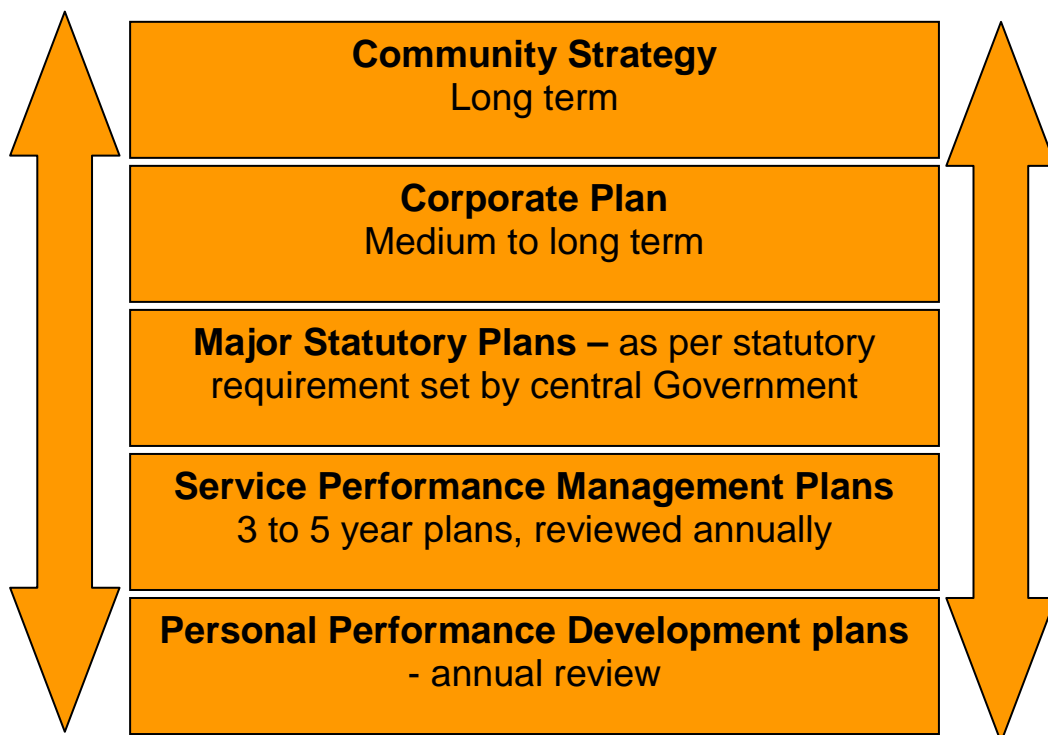 Community Strategy
Long term
Corporate Plan
Medium to long term
Major Statutory Plans – as per statutory
requirement set by central Government
Service Performance Management Plans
3 to 5 year plans, reviewed annually
Personal Performance Development plans
- annual review